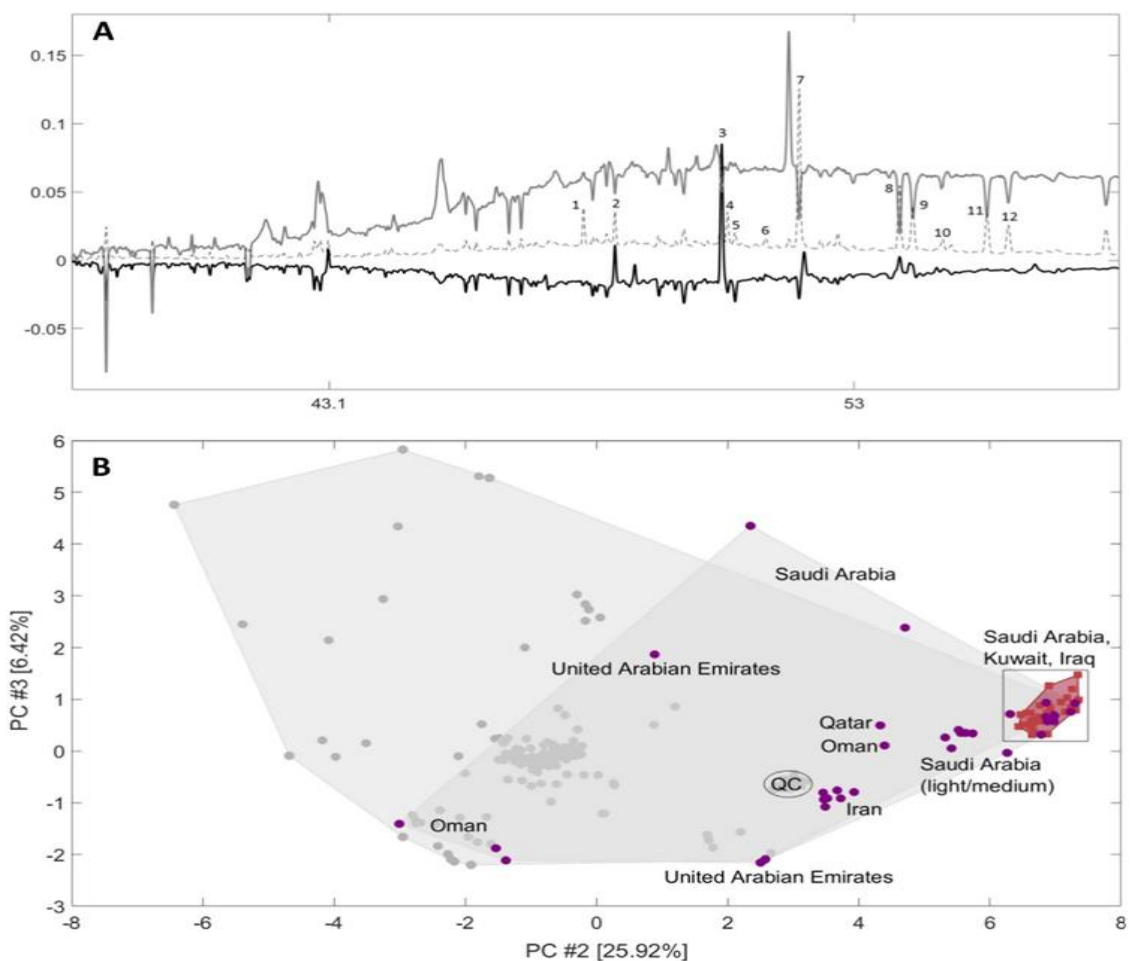 A
0.15
0.1
0.05
0
-0.05
7
3
1
2
4
5
6
8
9
10
11
12
43.1
53
B
6
5
4
3
2
1
0
-1
-2
-3
PC #3 [6.42%]
Saudi Arabia
Saudi Arabia,
Kuwait, Iraq
United Arabian Emirates
Qatar
Oman
Saudi Arabia
(light/medium)
QC
Iran
Oman
United Arabian Emirates
-8
-6
-4
-2
0
2
4
6
8
PC #2 [25.92%]